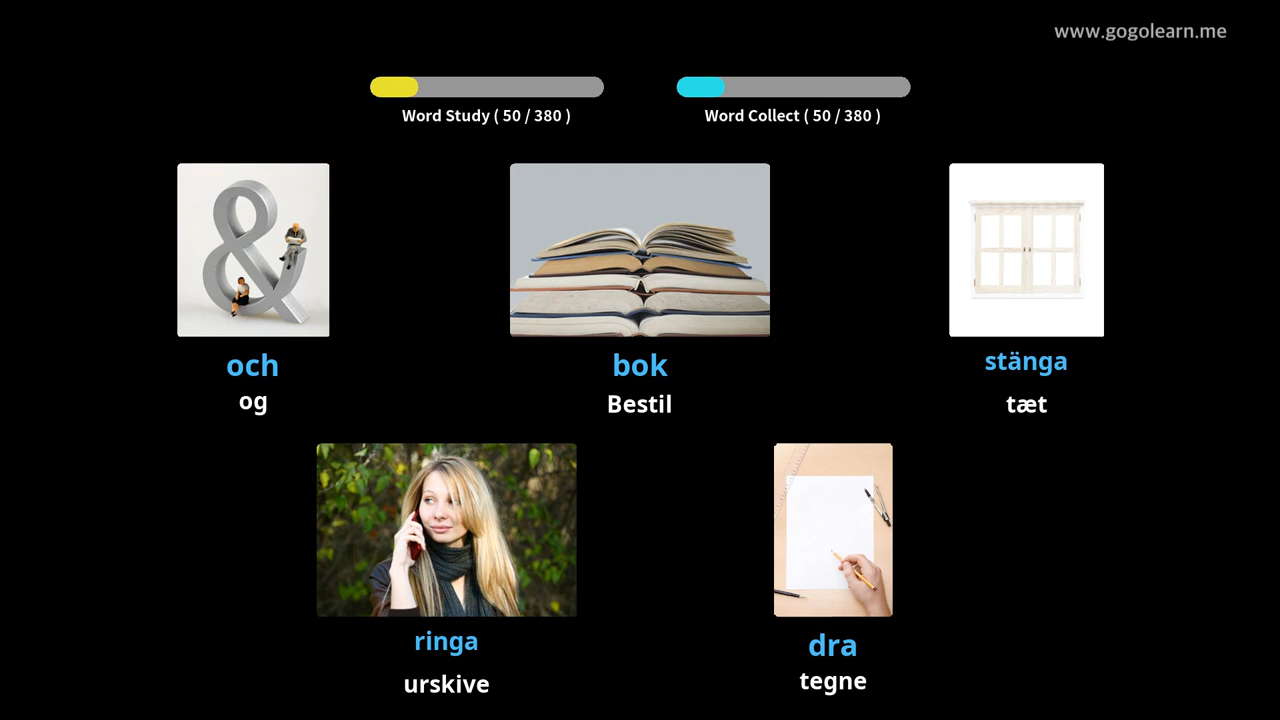 www.gogolearn.me
Word Study ( 50 / 380 )
Word Collect ( 50 / 380 )
&
och
og
bok
Bestil
stänga
tæt
ringa
urskive
dra
tegne